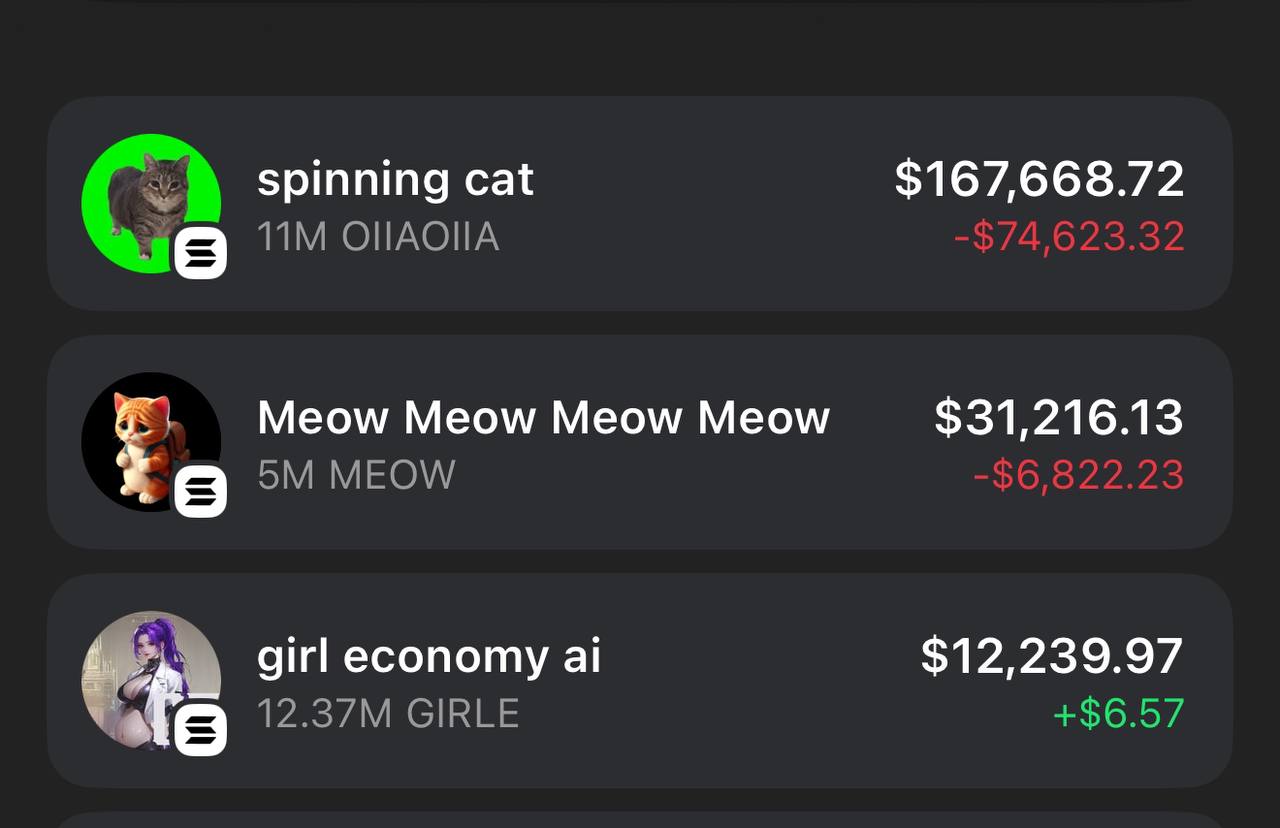 spinning cat
$167,668.72
11M OIIAOIIA
-$74,623.32
Meow Meow Meow Meow
$31,216.13
5M MEOW
-$6,822.23
girl economy ai
$12,239.97
12.37M GIRLE
+$6.57